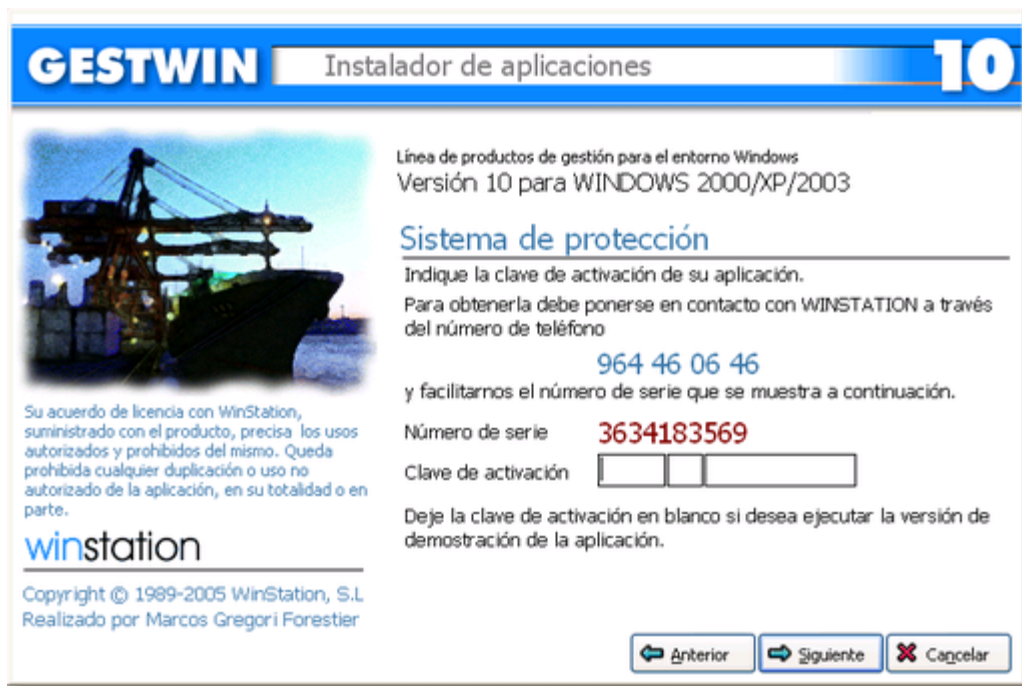 GESTWIN Instalador de aplicaciones 10
Línea de productos de gestión para el entorno Windows
Versión 10 para WINDOWS 2000/XP/2003
Sistema de protección
Indique la clave de activación de su aplicación.
Para obtenerla debe ponerse en contacto con WINSTATION a través
del número de teléfono
964 46 06 46
y facilitarnos el número de serie que se muestra a continuación.
Número de serie 3634183569
Clave de activación
Deje la clave de activación en blanco si desea ejecutar la versión de
demostración de la aplicación.
Su acuerdo de licencia con WinStation,
suministrado con el producto, precisa los usos
autorizados y prohibidos del mismo. Queda
prohibida cualquier duplicación o uso no
autorizado de la aplicación, en su totalidad o en
parte.
winstation
Copyright © 1989-2005 WinStation, S.L
Realizado por Marcos Gregori Forestier
Anterior Siguiente Cancelar